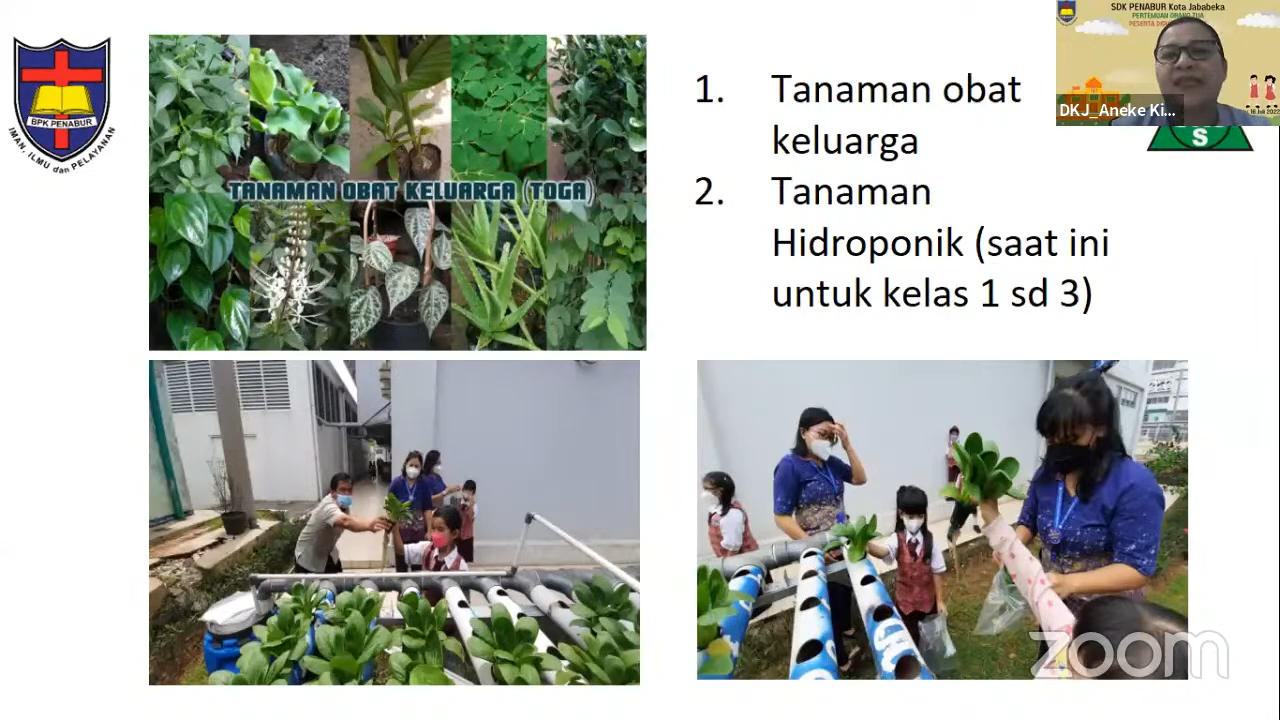 BPK PENABUR
IMAN, ILMU dan PELAYANAN
TANAMAN OBAT KELUARGA (TOGA)
1. Tanaman obat
keluarga
2. Tanaman
Hidroponik (saat ini
untuk kelas 1 sd 3)
SDK PENABUR Kota Jababeka
PERTEMUAN ORANG TUA
DKJ_Aneke Ki...
S
zoom